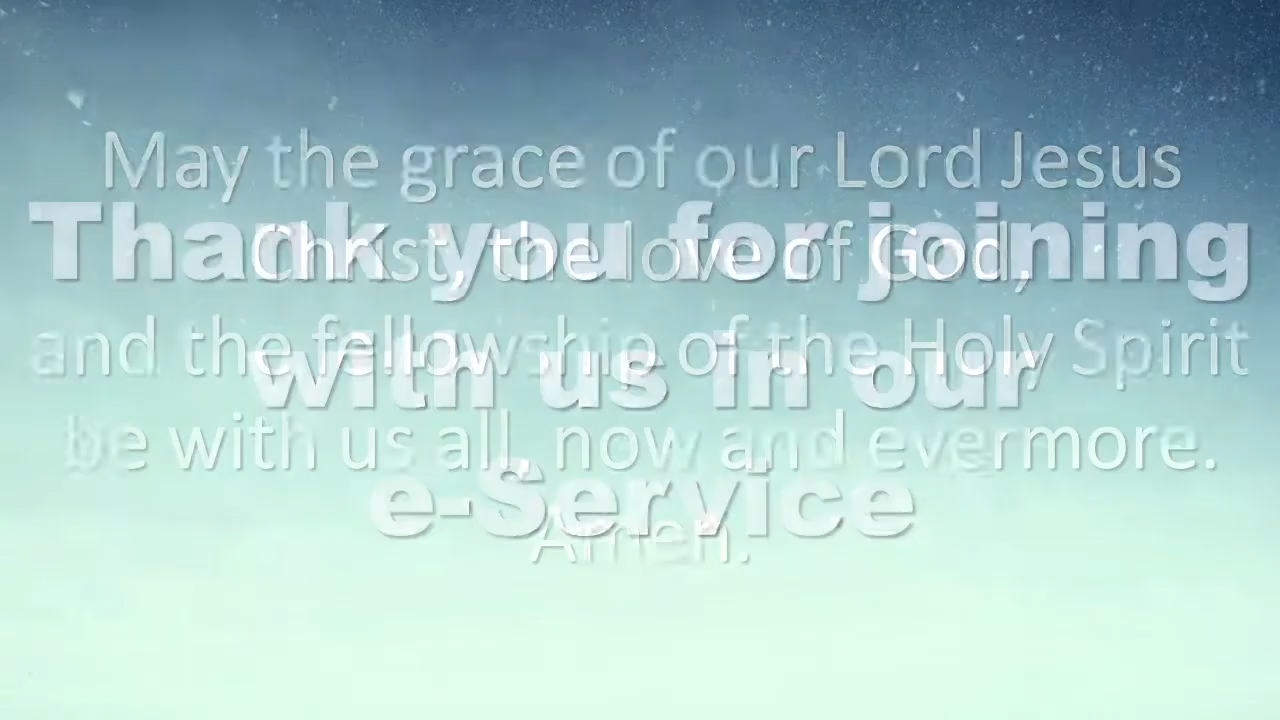 May the grace of our Lord Jesus
Thank you for joining
Christ, the love of God,
and the fellowship of the Holy Spirit
with us in our
be with us all, now and evermore.
e-Service
Amen.